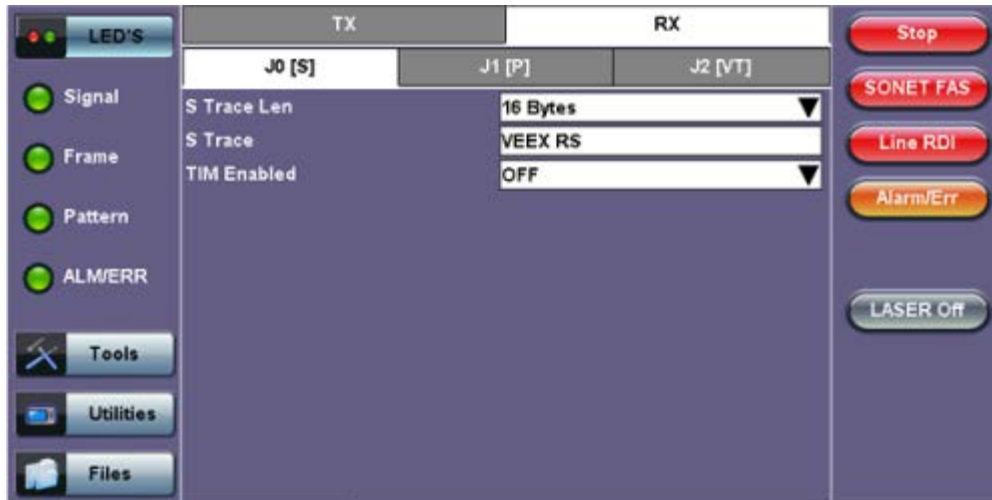 LED'S
Signal
Frame
Pattern
ALM/ERR
Tools
Utilities
Files
TX
RX
J0 [S]
J1 [P]
J2 [VT]
S Trace Len
16 Bytes
S Trace
VEEX RS
TIM Enabled
OFF
Stop
SONET FAS
Line RDI
Alarm/Err
LASER Off